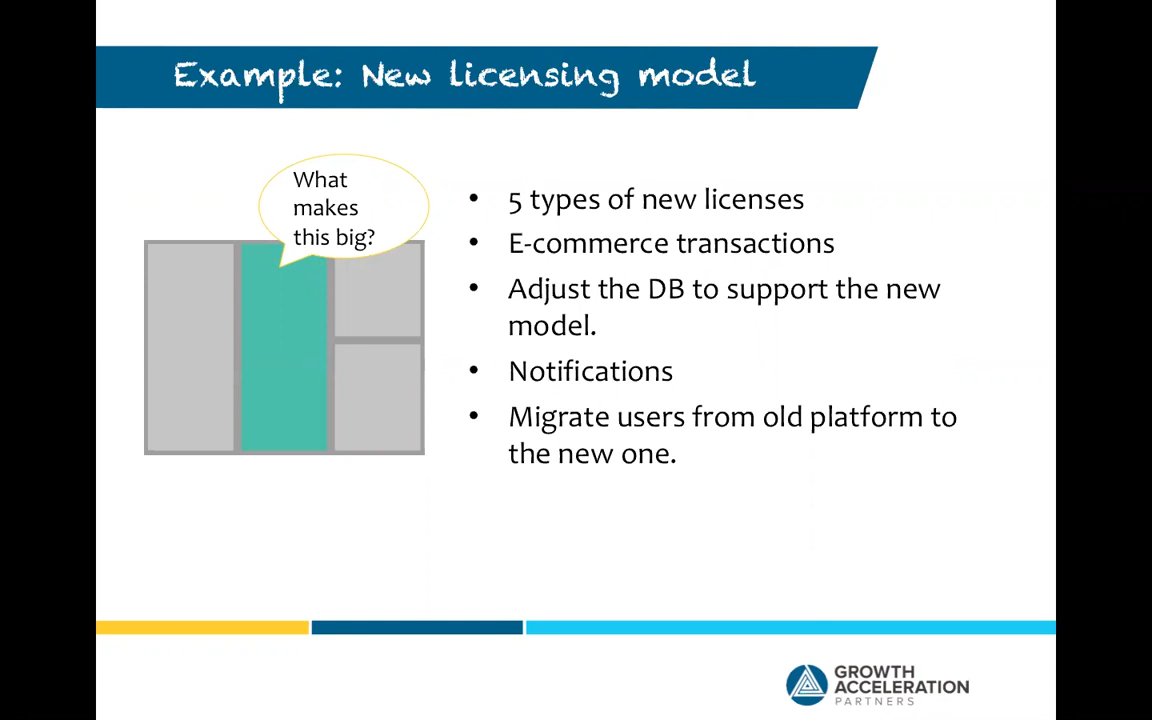 Example: New licensing model
What
makes
this big?
• 5 types of new licenses
• E-commerce transactions
• Adjust the DB to support the new
model.
• Notifications
• Migrate users from old platform to
the new one.
GROWTH
ACCELERATION
PARTNERS